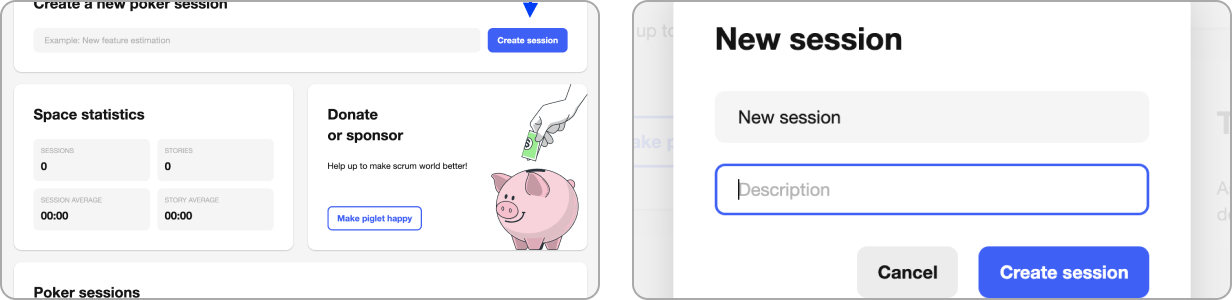 Create a new poker session
Example: New feature estimation
Create session
Space statistics
SESSIONS
0
STORIES
0
SESSION AVERAGE
00:00
STORY AVERAGE
00:00
Donate
or sponsor
Help up to make scrum world better!
Make piglet happy
$
Poker sessions
up to
ake p
New session
New session
Description
Cancel
Create session